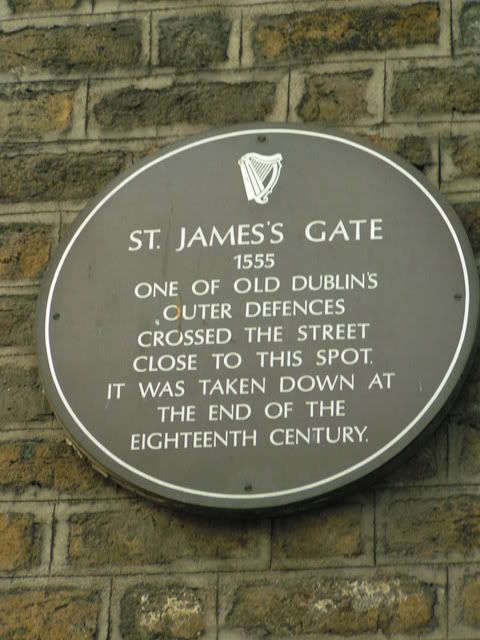 ST. JAMES'S GATE
1555
ONE OF OLD DUBLIN'S
OUTER DEFENCES
CROSSED THE STREET
CLOSE TO THIS SPOT.
IT WAS TAKEN DOWN AT
THE END OF THE
EIGHTEENTH CENTURY.